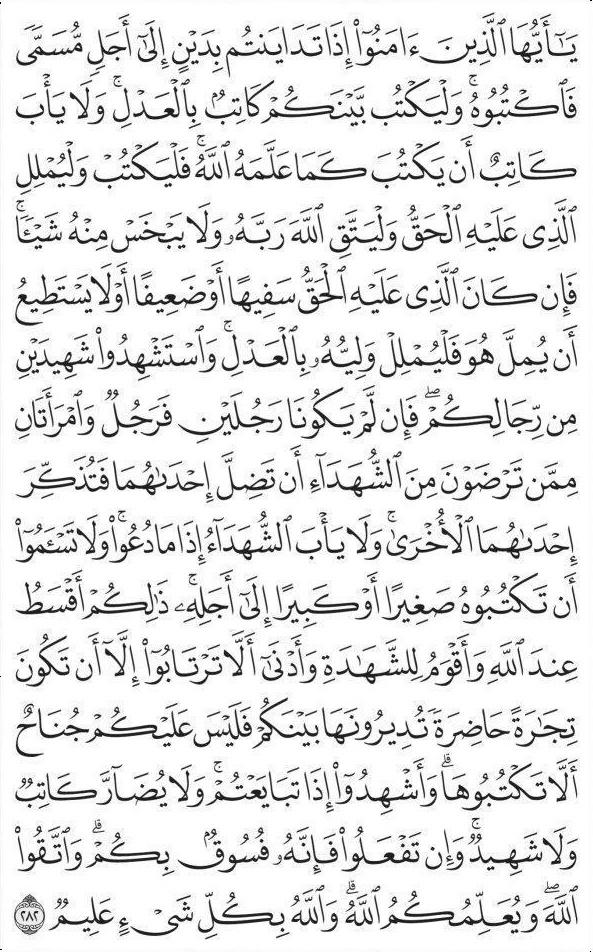 يَـٰٓأَيُّهَا ٱلَّذِينَ ءَامَنُوٓا۟ إِذَا تَدَايَنتُم بِدَيْنٍ إِلَىٰٓ أَجَلٍ مُّسَمًّى
فَٱكْتُبُوهُ ۚ وَلْيَكْتُب بَّيْنَكُمْ كَاتِبٌۢ بِٱلْعَدْلِ ۚ وَلَا يَأْبَ
كَاتِبٌ أَن يَكْتُبَ كَمَا عَلَّمَهُ ٱللَّهُ ۚ فَلْيَكْتُبْ وَلْيُمْلِلِ
ٱلَّذِى عَلَيْهِ ٱلْحَقُّ وَلْيَتَّقِ ٱللَّهَ رَبَّهُۥ وَلَا يَبْخَسْ مِنْهُ شَيْـًٔا ۚ
فَإِن كَانَ ٱلَّذِى عَلَيْهِ ٱلْحَقُّ سَفِيهًا أَوْ ضَعِيفًا أَوْ لَا يَسْتَطِيعُ
أَن يُمِلَّ هُوَ فَلْيُمْلِلْ وَلِيُّهُۥ بِٱلْعَدْلِ ۚ وَٱسْتَشْهِدُوا۟ شَهِيدَيْنِ
مِن رِّجَالِكُمْ ۖ فَإِن لَّمْ يَكُونَا رَجُلَيْنِ فَرَجُلٌ وَٱمْرَأَتَانِ
مِمَّن تَرْضَوْنَ مِنَ ٱلشُّهَدَآءِ أَن تَضِلَّ إِحْدَىٰهُمَا فَتُذَكِّرَ
إِحْدَىٰهُمَا ٱلْأُخْرَىٰ ۚ وَلَا يَأْبَ ٱلشُّهَدَآءُ إِذَا مَا دُعُوا۟ ۚ وَلَا تَسْـَٔمُوٓا۟
أَن تَكْتُبُوهُ صَغِيرًا أَوْ كَبِيرًا إِلَىٰٓ أَجَلِهِۦ ۚ ذَٰلِكُمْ أَقْسَطُ
عِندَ ٱللَّهِ وَأَقْوَمُ لِلشَّهَـٰدَةِ وَأَدْنَىٰٓ أَلَّا تَرْتَابُوٓا۟ ۖ إِلَّآ أَن تَكُونَ
تِجَـٰرَةً حَاضِرَةً تُدِيرُونَهَا بَيْنَكُمْ فَلَيْسَ عَلَيْكُمْ جُنَاحٌ
أَلَّا تَكْتُبُوهَا ۗ وَأَشْهِدُوٓا۟ إِذَا تَبَايَعْتُمْ ۚ وَلَا يُضَآرَّ كَاتِبٌ
وَلَا شَهِيدٌ ۚ وَإِن تَفْعَلُوا۟ فَإِنَّهُۥ فُسُوقٌۢ بِكُمْ ۗ وَٱتَّقُوا۟
ٱللَّهَ ۖ وَيُعَلِّمُكُمُ ٱللَّهُ ۗ وَٱللَّهُ بِكُلِّ شَىْءٍ عَلِيمٌ ٢٨٢